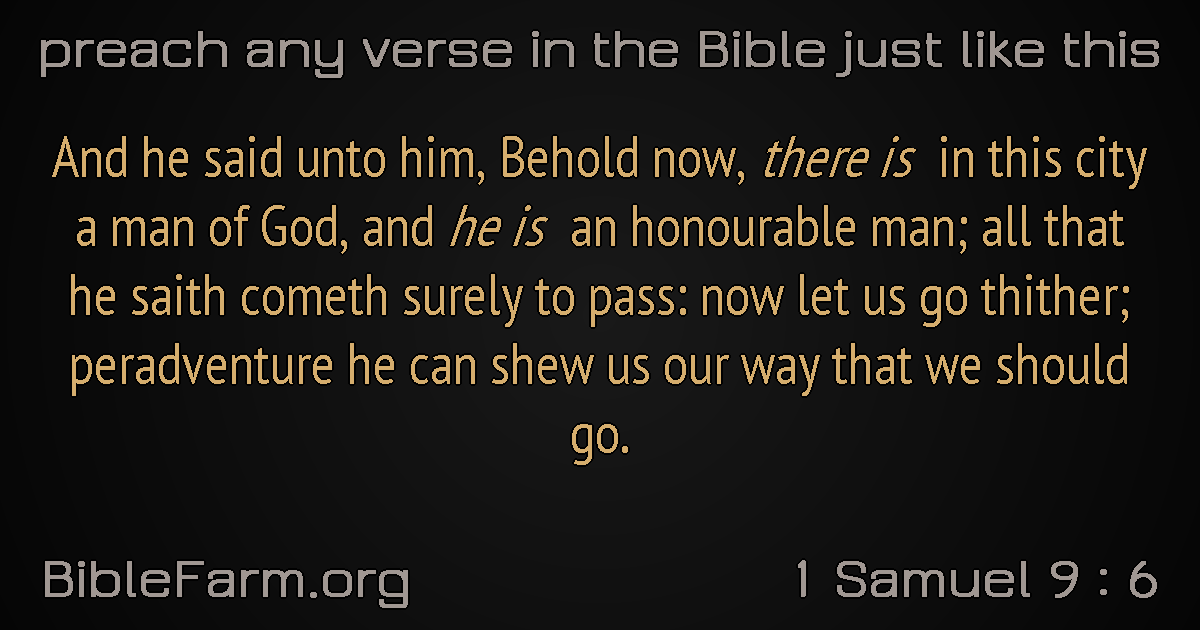 preach any verse in the Bible just like this
And he said unto him, Behold now, there is in this city
a man of God, and he is an honourable man; all that
he saith cometh surely to pass: now let us go thither;
peradventure he can shew us our way that we should
go.
BibleFarm.org
1 Samuel 9 : 6